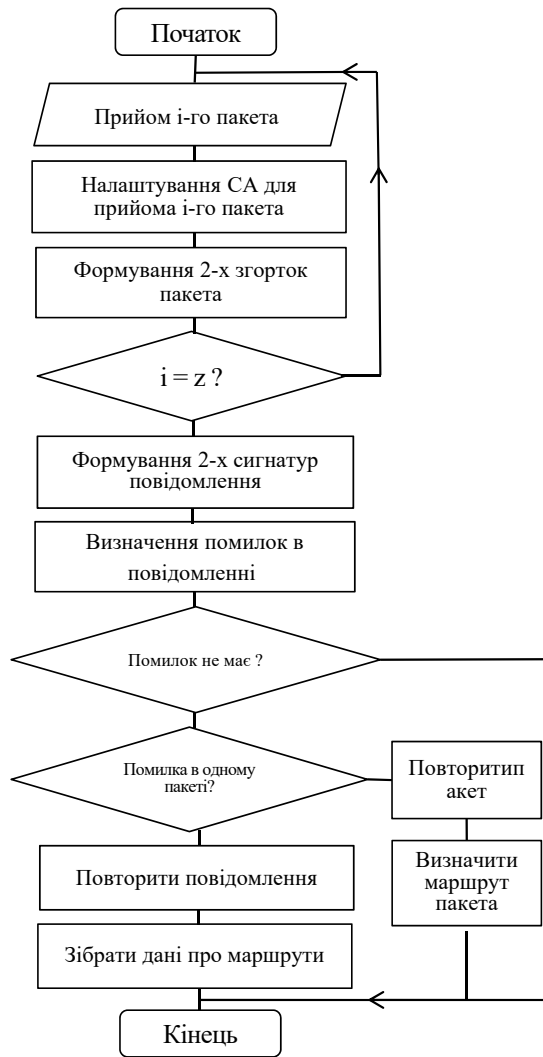 Початок
Прийом і-го пакета
Налаштування СА для
прийома і-го пакета
Формування 2-х згорток
пакета
i = z ?
Формування 2-х сигнатур
повідомлення
Визначення помилок в
повідомленні
Помилок не має ?
Помилка в одному
пакеті?
Повторитип
акет
Повторити повідомлення
Визначити
маршрут
пакета
Зібрати дані про маршрути
Кінець